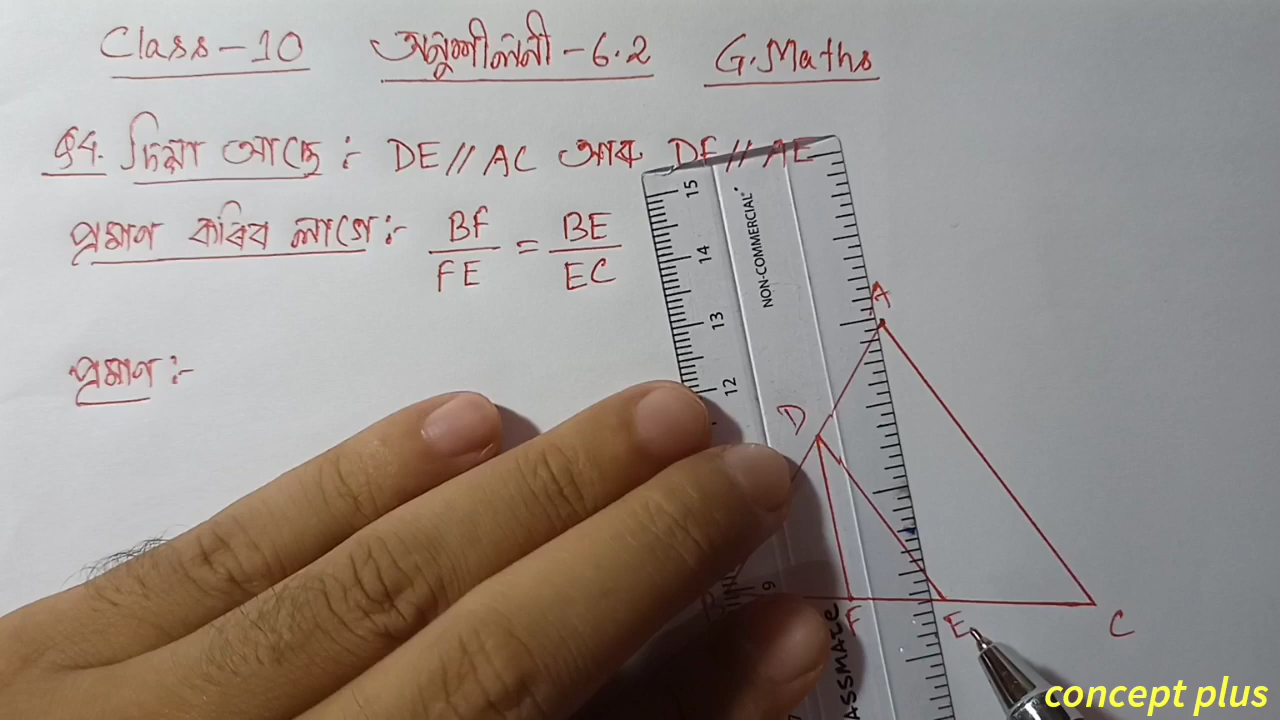 Class-10 অনুশীলনী-6.2 G.Maths
Q4. দিয়া আছে:- DE//AC আৰু DF//AE
প্ৰমাণ কৰিব লাগে:- BF/FE = BE/EC
প্ৰমাণ:-
15
14
NON-COMMERCIAL
13
A
12
D
9
F
E
C
concept plus